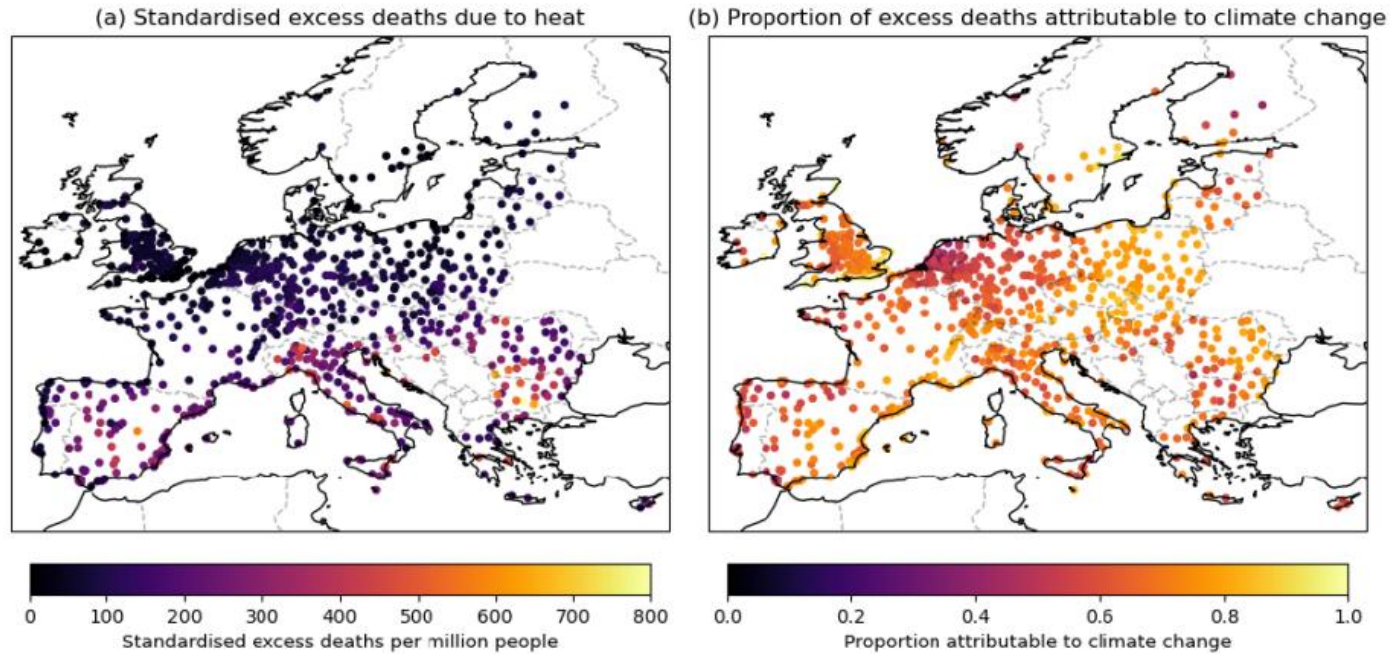 (a) Standardised excess deaths due to heat
(b) Proportion of excess deaths attributable to climate change
0 100 200 300 400 500 600 700 800
Standardised excess deaths per million people
0.0 0.2 0.4 0.6 0.8 1.0
Proportion attributable to climate change